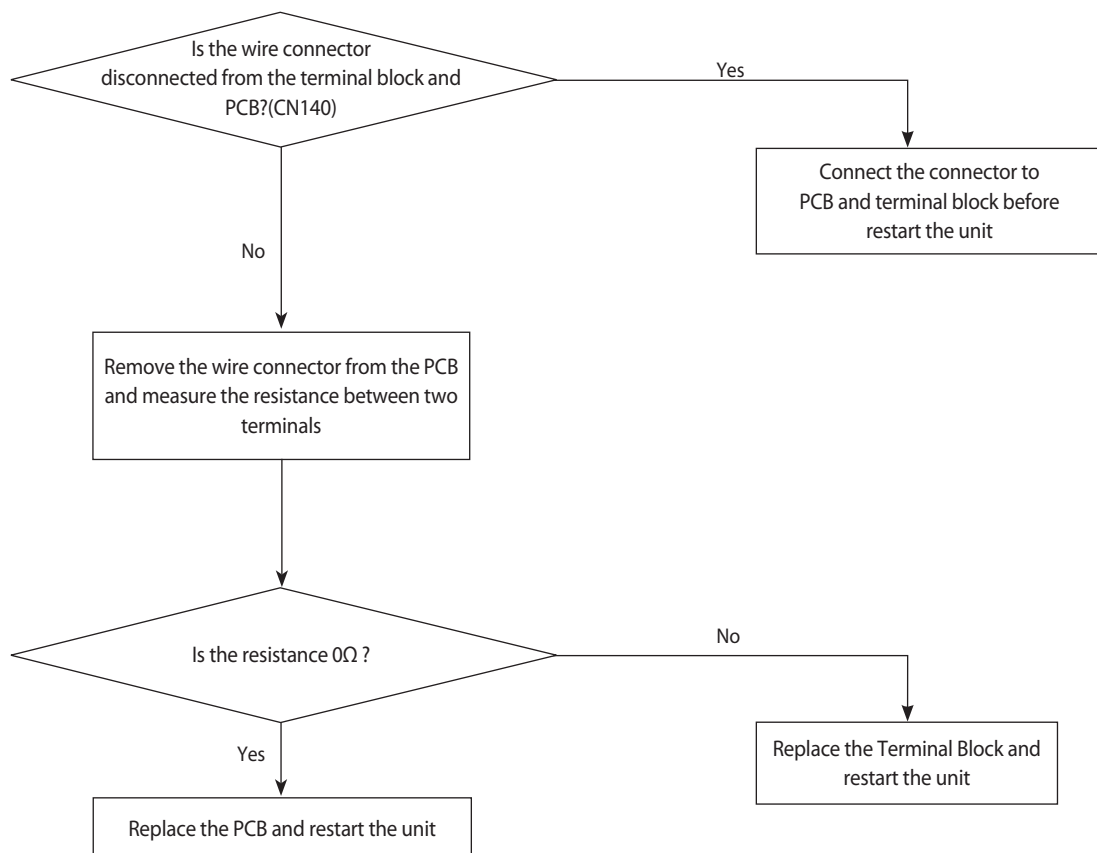 Is the wire connector
disconnected from the terminal block and
PCB?(CN140)
Yes
Connect the connector to
PCB and terminal block before
restart the unit
No
Remove the wire connector from the PCB
and measure the resistance between two
terminals
Is the resistance 0Ω ?
No
Replace the Terminal Block and
restart the unit
Yes
Replace the PCB and restart the unit